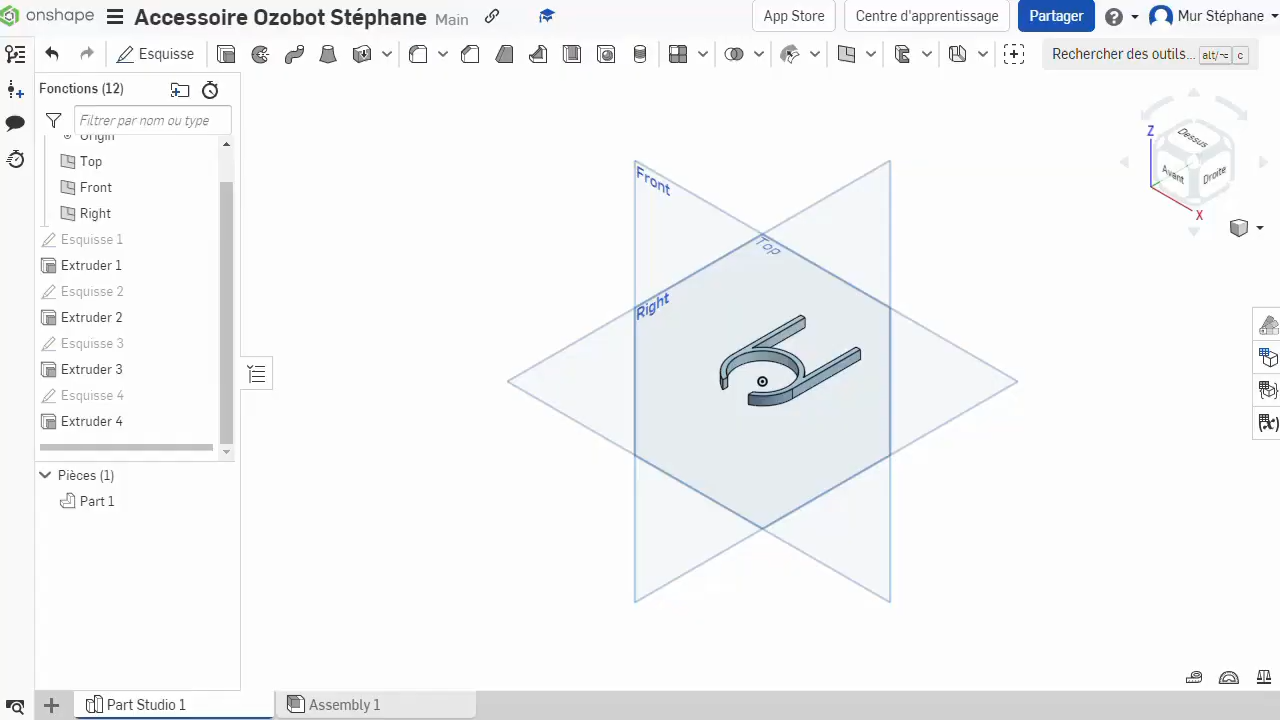 onshape
Accessoire Ozobot Stéphane Main
App Store
Centre d'apprentissage
Partager
Mur Stéphane
Esquisse
Rechercher des outils... alt/⌥ c
Fonctions (12)
Filtrer par nom ou type
Origin
Top
Front
Right
Esquisse 1
Extruder 1
Esquisse 2
Extruder 2
Esquisse 3
Extruder 3
Esquisse 4
Extruder 4
Pièces (1)
Part 1
Front
Top
Right
Z
Dessus
Avant
Droite
X
(x)
Part Studio 1
Assembly 1